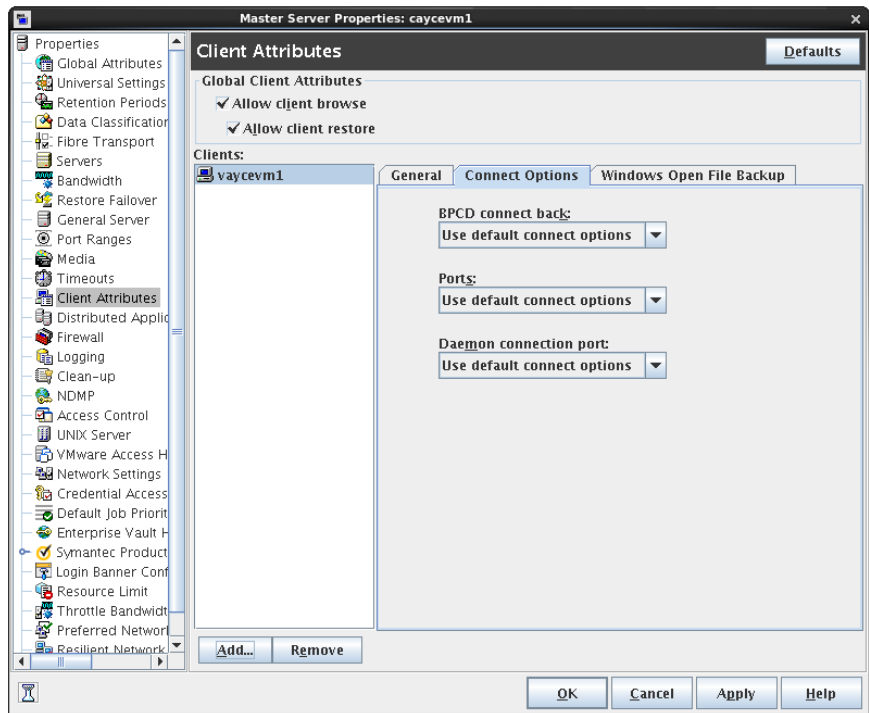 Master Server Properties: caycevm1
Properties
Global Attributes
Universal Settings
Retention Periods
Data Classification
Fibre Transport
Servers
Bandwidth
Restore Failover
General Server
Port Ranges
Media
Timeouts
Client Attributes
Distributed Applic
Firewall
Logging
Clean-up
NDMP
Access Control
UNIX Server
VMware Access H
Network Settings
Credential Access
Default Job Priorit
Enterprise Vault H
Symantec Product
Login Banner Conf
Resource Limit
Throttle Bandwidt
Preferred Networl
Resilient Network
Client Attributes
Defaults
Global Client Attributes
Allow client browse
Allow client restore
Clients:
vaycevm1
General
Connect Options
Windows Open File Backup
BPCD connect back:
Use default connect options
Ports:
Use default connect options
Daemon connection port:
Use default connect options
Add...
Remove
OK
Cancel
Apply
Help